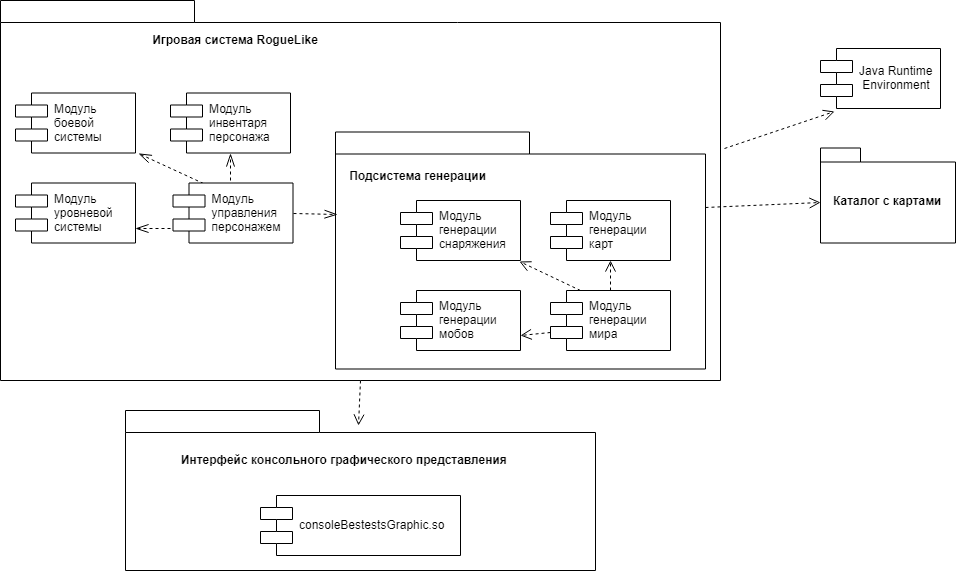 Игровая система RogueLike
Java Runtime
Environment
Модуль
боевой
системы
Модуль
инвентаря
персонажа
Подсистема генерации
Модуль
уровневой
системы
Модуль
управления
персонажем
Каталог с картами
Модуль
генерации
снаряжения
Модуль
генерации
карт
Модуль
генерации
мобов
Модуль
генерации
мира
Интерфейс консольного графического представления
consoleBestestsGraphic.so